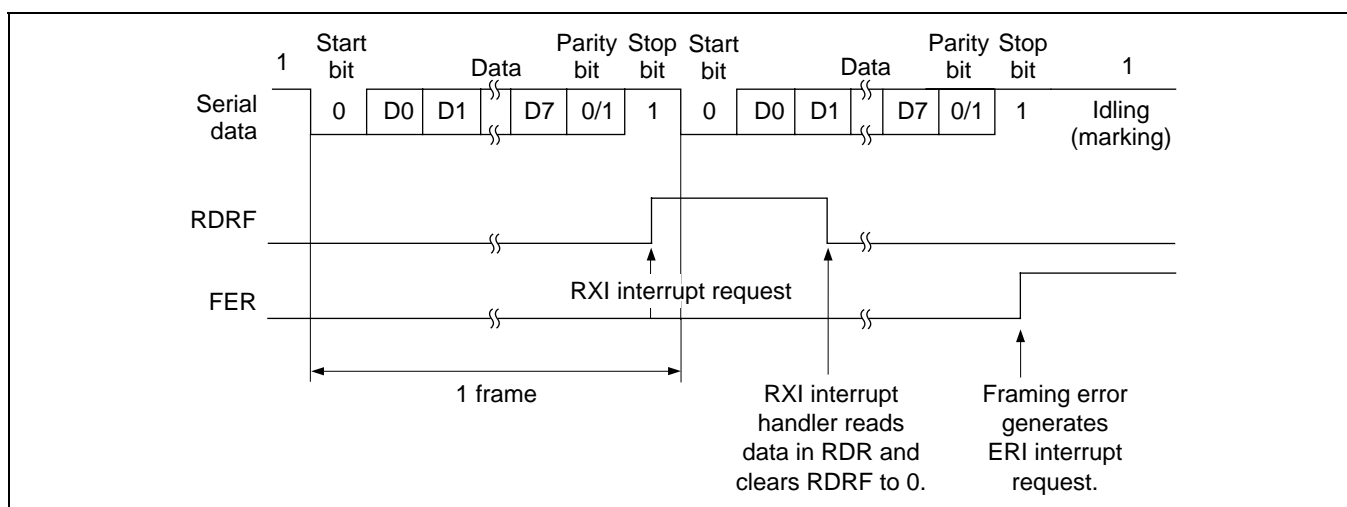 1
Start bit
Data
Parity bit
Stop bit
Start bit
Data
Parity bit
Stop bit
1
Serial data
0 D0 D1 D7 0/1 1 0 D0 D1 D7 0/1 1 Idling (marking)
RDRF
RXI interrupt request
FER
1 frame
RXI interrupt
handler reads
data in RDR and
clears RDRF to 0.
Framing error
generates
ERI interrupt
request.